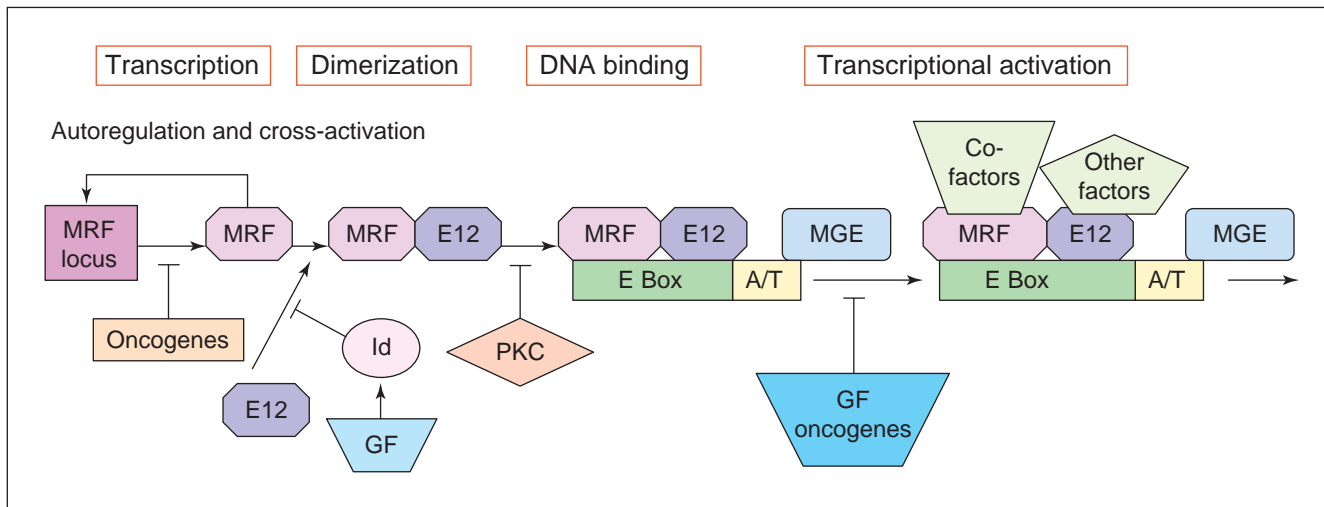 Transcription
Dimerization
DNA binding
Transcriptional activation
Autoregulation and cross-activation
MRF
locus
MRF
MRF
E12
MRF
E12
E Box
A/T
MGE
Co-
factors
Other
factors
MRF
E12
E Box
A/T
MGE
Oncogenes
E12
Id
GF
PKC
GF
oncogenes